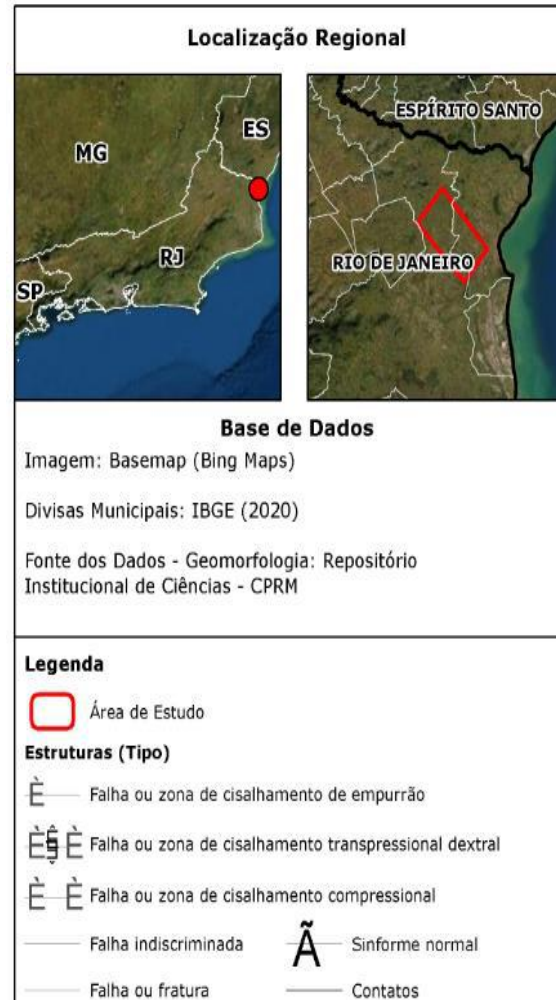 Localização Regional
MG
ES
RJ
SP
ESPÍRITO SANTO
RIO DE JANEIRO
Base de Dados
Imagem: Basemap (Bing Maps)
Divisas Municipais: IBGE (2020)
Fonte dos Dados - Geomorfologia: Repositório
Institucional de Ciências - CPRM
Legenda
Área de Estudo
Estruturas (Tipo)
È Falha ou zona de cisalhamento de empurrão
È È Falha ou zona de cisalhamento transpressional dextral
È È Falha ou zona de cisalhamento compressional
Falha indiscriminada
Ã Sinforme normal
Falha ou fratura
Contatos